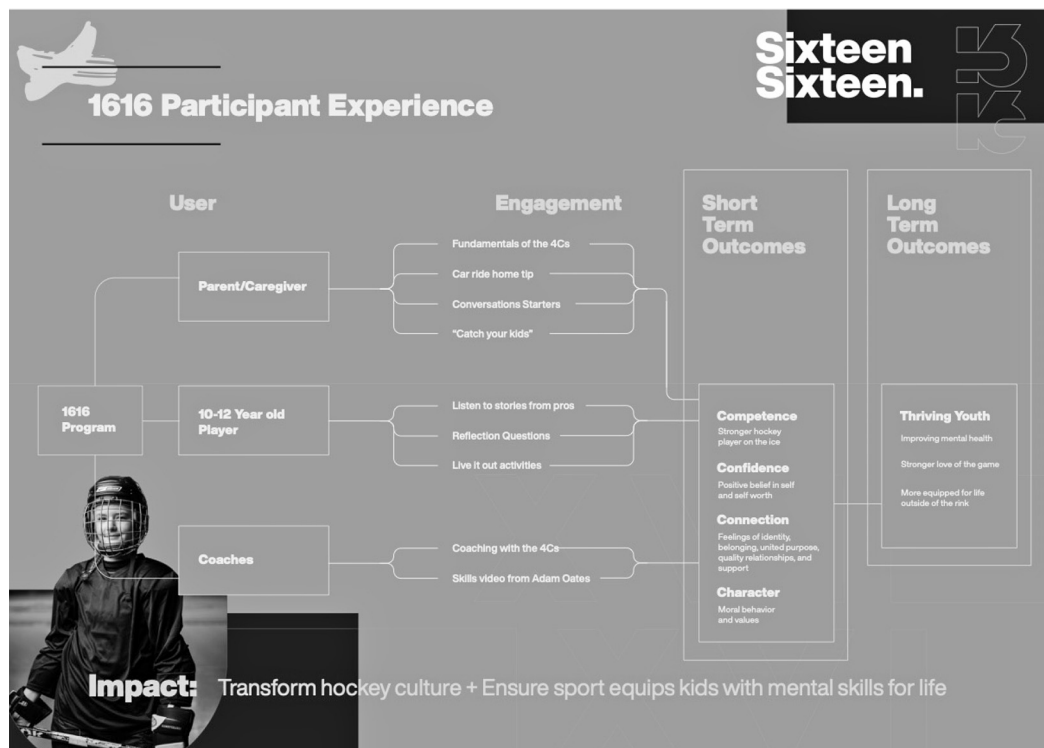 Sixteen
Sixteen.
1616 Participant Experience
User
Engagement
Short
Term
Outcomes
Long
Term
Outcomes
Parent/Caregiver
Fundamentals of the 4Cs
Car ride home tip
Conversations Starters
"Catch your kids"
1616
Program
10-12 Year old
Player
Listen to stories from pros
Reflection Questions
Live it out activities
Coaches
Coaching with the 4Cs
Skills video from Adam Oates
Competence
Stronger hockey
player on the ice
Confidence
Positive belief in self
and self worth
Connection
Feelings of identity,
belonging, united purpose,
quality relationships, and
support
Character
Moral behavior
and values
Thriving Youth
Improving mental health
Stronger love of the game
More equipped for life
outside of the rink
Impact: Transform hockey culture + Ensure sport equips kids with mental skills for life